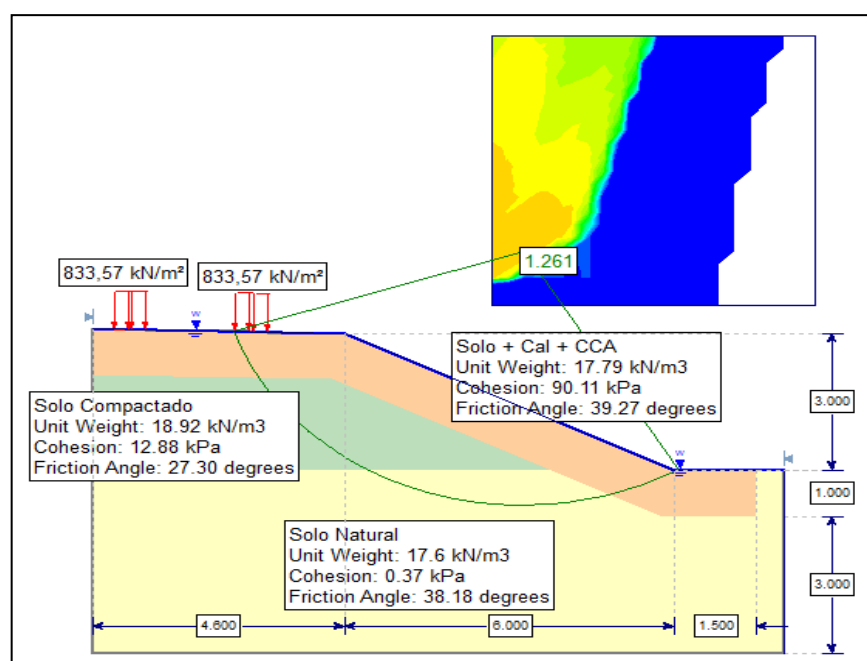 833,57 kN/m²
833,57 kN/m²
W
1.261
Solo + Cal + CCA
Unit Weight: 17.79 kN/m3
Cohesion: 90.11 kPa
Friction Angle: 39.27 degrees
3.000
Solo Compactado
Unit Weight: 18.92 kN/m3
Cohesion: 12.88 kPa
Friction Angle: 27.30 degrees
W
1.000
Solo Natural
Unit Weight: 17.6 kN/m3
Cohesion: 0.37 kPa
Friction Angle: 38.18 degrees
3.000
4.600
6.000
1.500